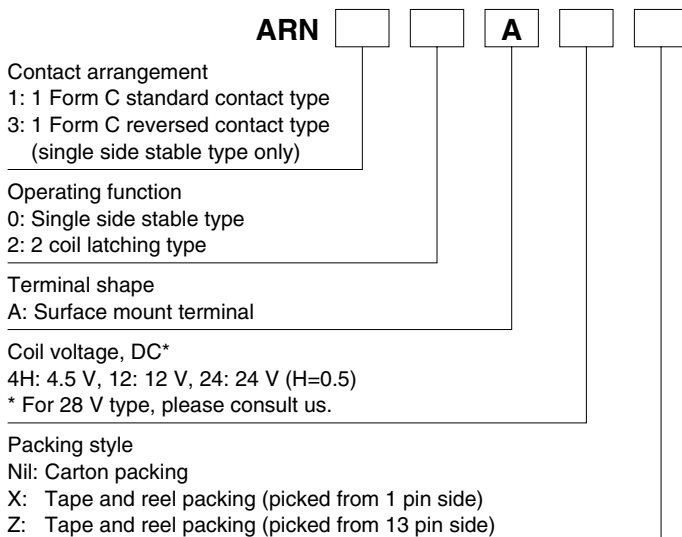 ARN A
Contact arrangement
1: 1 Form C standard contact type
3: 1 Form C reversed contact type
(single side stable type only)
Operating function
0: Single side stable type
2: 2 coil latching type
Terminal shape
A: Surface mount terminal
Coil voltage, DC*
4H: 4.5 V, 12: 12 V, 24: 24 V (H=0.5)
* For 28 V type, please consult us.
Packing style
Nil: Carton packing
X: Tape and reel packing (picked from 1 pin side)
Z: Tape and reel packing (picked from 13 pin side)